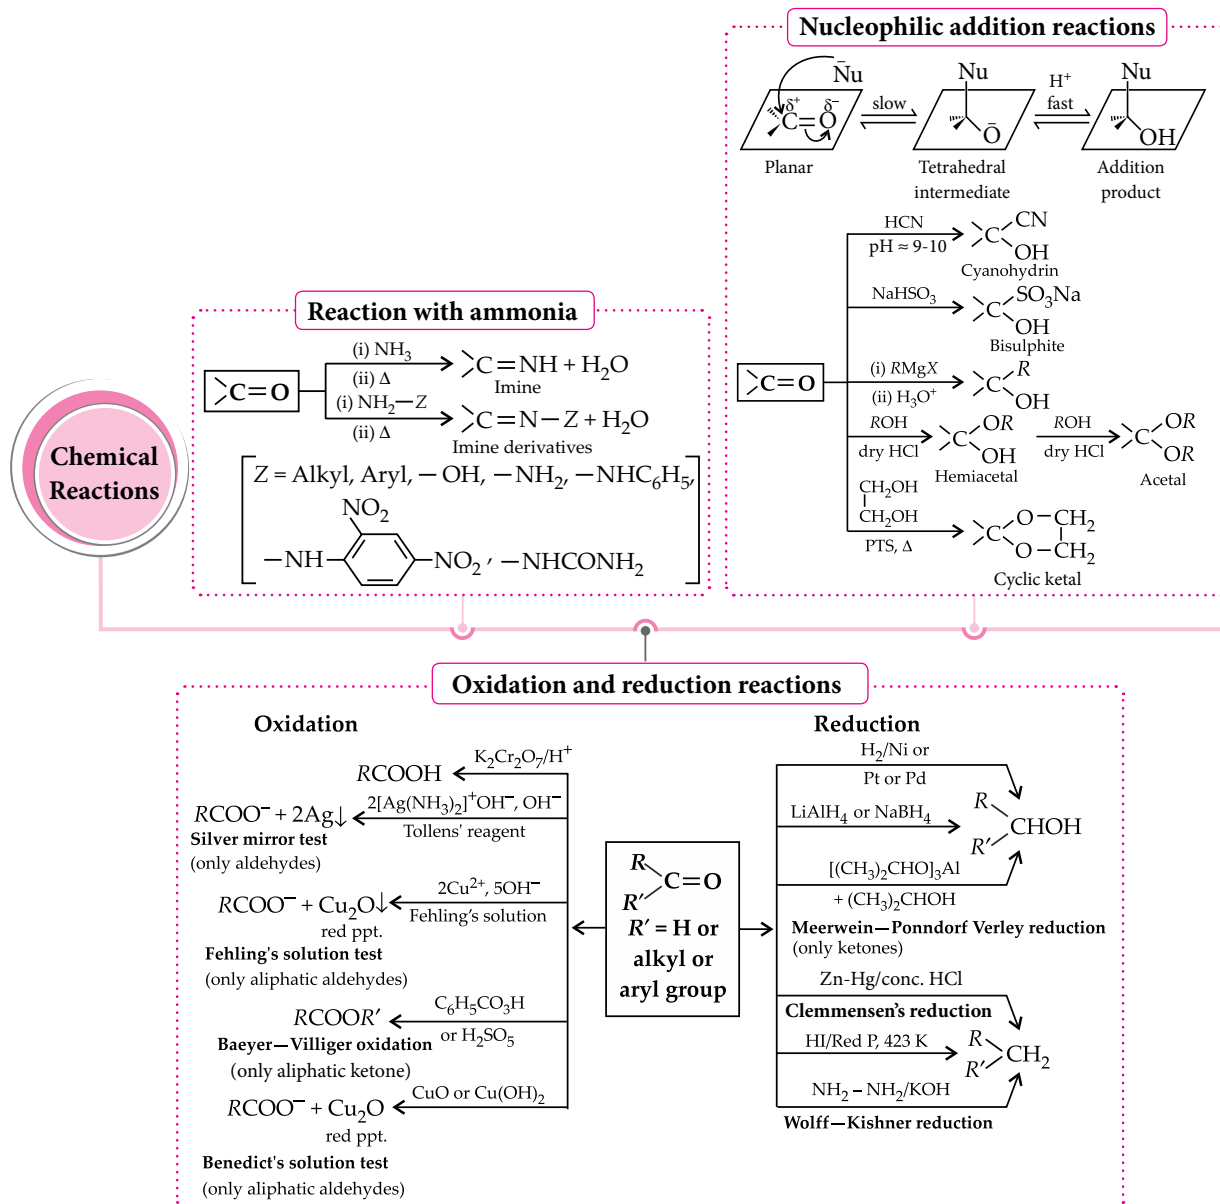 Nucleophilic addition reactions
N̄u
Nu
Nu
H⁺
slow
fast
δ⁺ δ⁻
C=O
Ō
OH
Planar
Tetrahedral
intermediate
Addition
product
C=O
HCN
pH ≈ 9-10
C
CN
OH
Cyanohydrin
NaHSO₃
C
SO₃Na
OH
Bisulphite
(i) RMgX
(ii) H₃O⁺
C
R
OH
ROH
dry HCl
C
OR
OH
Hemiacetal
ROH
dry HCl
C
OR
OR
Acetal
CH₂OH
CH₂OH
PTS, Δ
C
O–CH₂
O–CH₂
Cyclic ketal
Reaction with ammonia
C=O
(i) NH₃
(ii) Δ
C=NH + H₂O
Imine
(i) NH₂–Z
(ii) Δ
C=N–Z + H₂O
Imine derivatives
Z = Alkyl, Aryl, –OH, –NH₂, –NHC₆H₅,
NO₂
–NH
NO₂, –NHCONH₂
Chemical
Reactions
Oxidation and reduction reactions
Oxidation
K₂Cr₂O₇/H⁺
RCOOH
2[Ag(NH₃)₂]⁺OH⁻, OH⁻
RCOO⁻ + 2Ag↓
Tollens' reagent
Silver mirror test
(only aldehydes)
2Cu²⁺, 5OH⁻
RCOO⁻ + Cu₂O↓
Fehling's solution
red ppt.
Fehling's solution test
(only aliphatic aldehydes)
C₆H₅CO₃H
RCOOR'
or H₂SO₅
Baeyer—Villiger oxidation
(only aliphatic ketone)
CuO or Cu(OH)₂
RCOO⁻ + Cu₂O
red ppt.
Benedict's solution test
(only aliphatic aldehydes)
R
C=O
R'
R' = H or
alkyl or
aryl group
Reduction
H₂/Ni or
Pt or Pd
LiAlH₄ or NaBH₄
R
CHOH
R'
[(CH₃)₂CHO]₃Al
+ (CH₃)₂CHOH
Meerwein—Ponndorf Verley reduction
(only ketones)
Zn-Hg/conc. HCl
Clemmensen's reduction
HI/Red P, 423 K
R
CH₂
R'
NH₂ – NH₂/KOH
Wolff—Kishner reduction